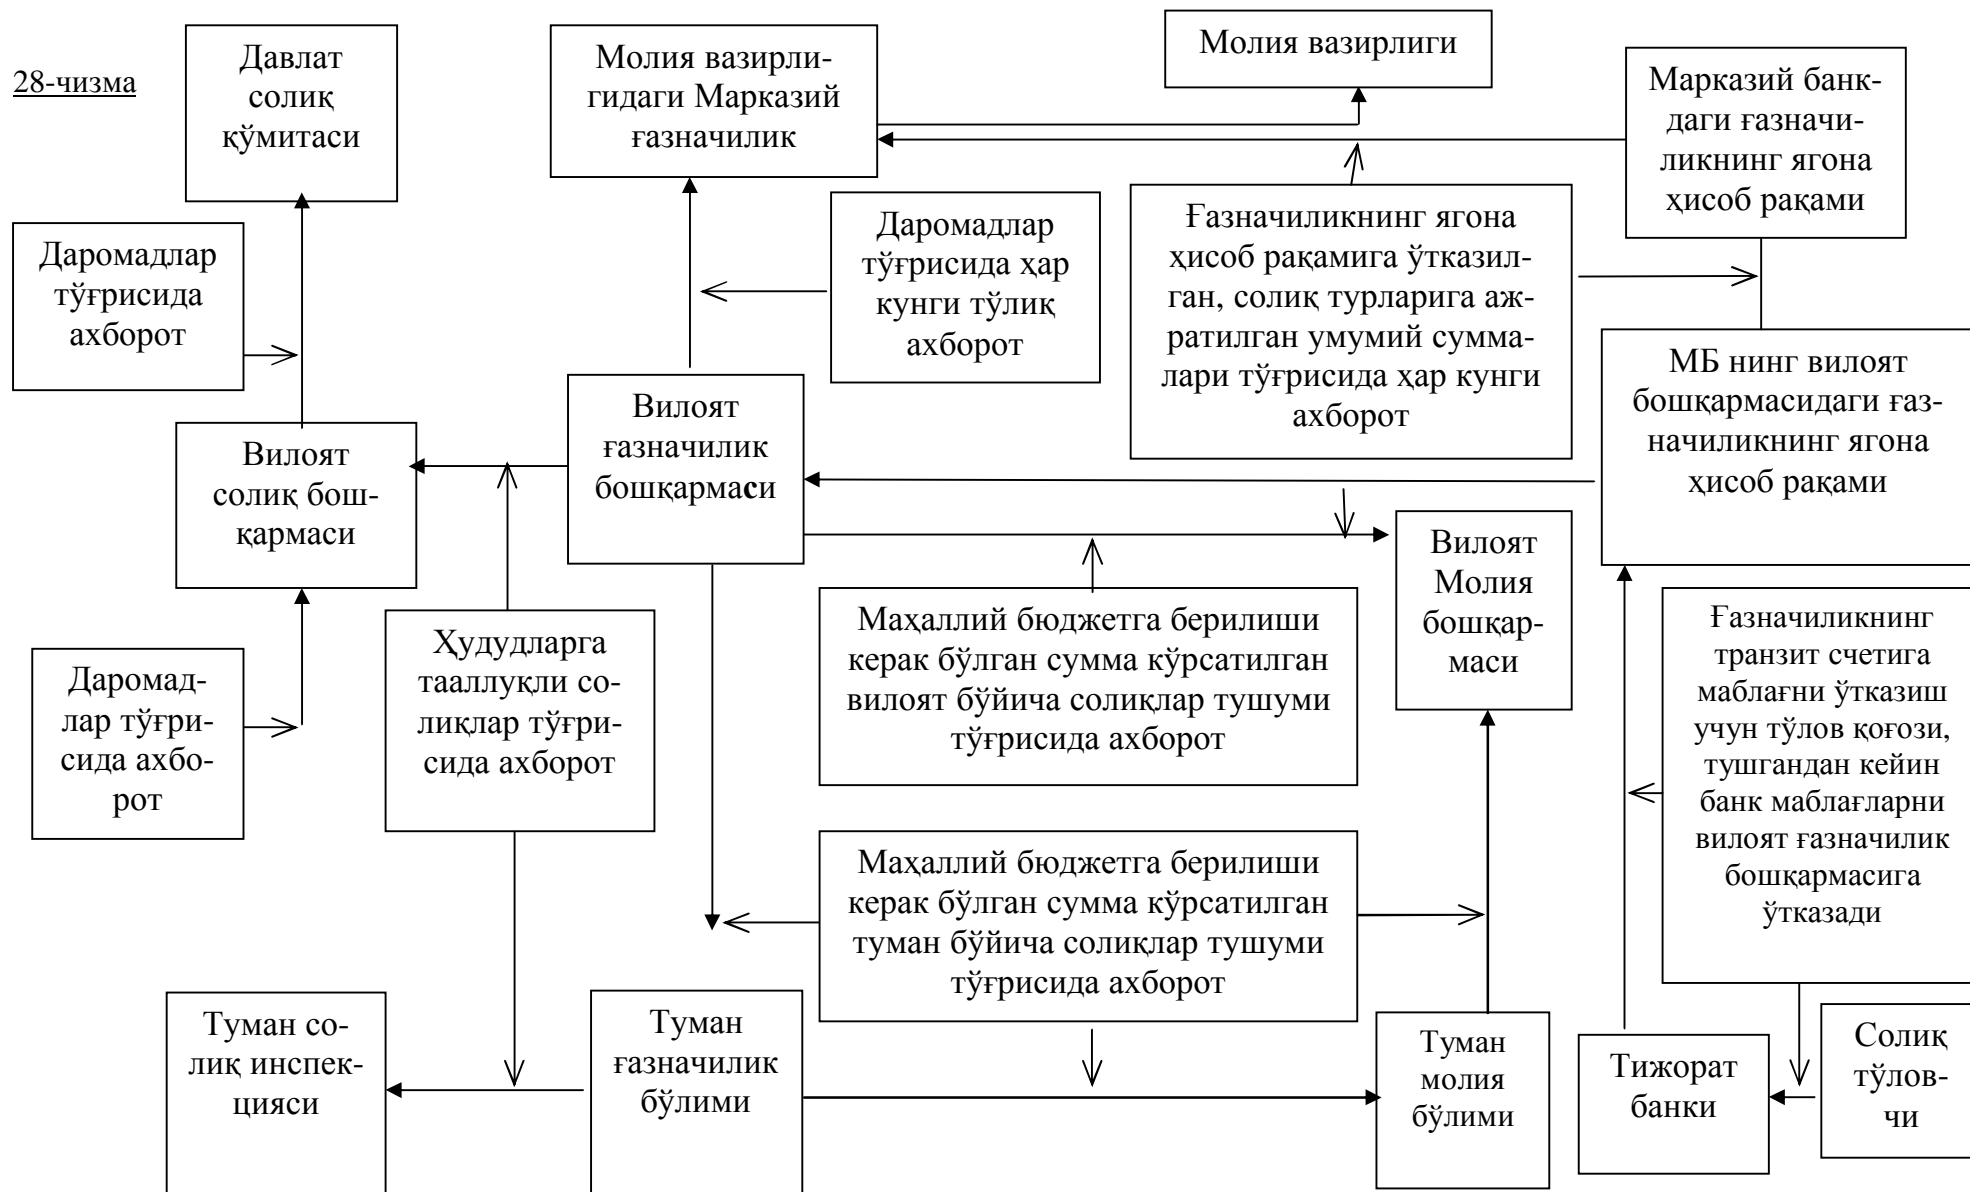 28-чизма
Давлат
солиқ
қўмитаси
Молия вазирли-
гидаги Марказий
ғазначилик
Молия вазирлиги
Марказий банк-
даги ғазначи-
ликнинг ягона
ҳисоб рақами
Даромадлар
тўғрисида
ахборот
Даромадлар
тўғрисида ҳар
кунги тўлиқ
ахборот
Ғазначиликнинг ягона
ҳисоб рақамига ўтказил-
ган, солиқ турларига аж-
ратилган умумий сумма-
лари тўғрисида ҳар кунги
ахборот
МБ нинг вилоят
бошқармасидаги ғаз-
начиликнинг ягона
ҳисоб рақами
Вилоят
солиқ бош-
қармаси
Вилоят
ғазначилик
бошқармаси
Вилоят
Молия
бошқар-
маси
Даромад-
лар тўғри-
сида ахбо-
рот
Ҳудудларга
тааллуқли со-
лиқлар тўғри-
сида ахборот
Маҳаллий бюджетга берилиши
керак бўлган сумма кўрсатилган
вилоят бўйича солиқлар тушуми
тўғрисида ахборот
Ғазначиликнинг
транзит счетига
маблағни ўтказиш
учун тўлов қоғози,
тушгандан кейин
банк маблағларни
вилоят ғазначилик
бошқармасига
ўтказади
Маҳаллий бюджетга берилиши
керак бўлган сумма кўрсатилган
туман бўйича солиқлар тушуми
тўғрисида ахборот
Туман со-
лиқ инспек-
цияси
Туман
ғазначилик
бўлими
Туман
молия
бўлими
Тижорат
банки
Солиқ
тўлов-
чи